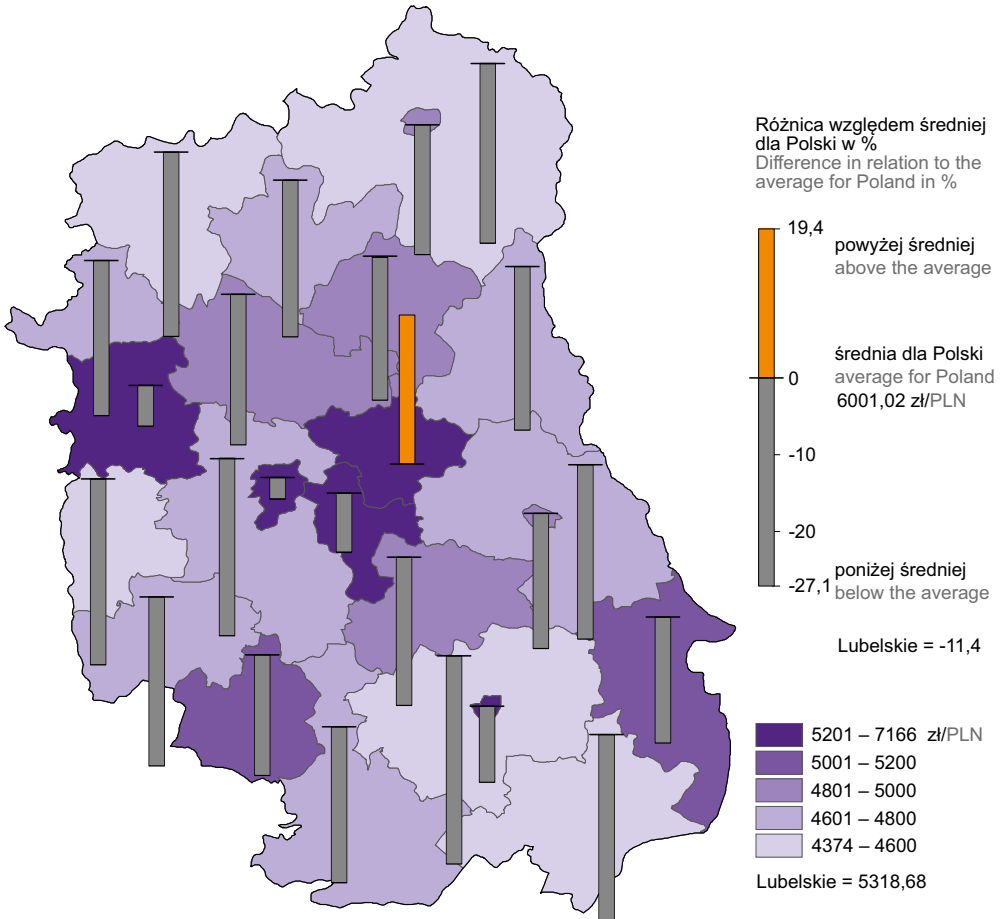 Różnica względem średniej
dla Polski w %
Difference in relation to the
average for Poland in %
19,4
powyżej średniej
above the average
średnia dla Polski
0
average for Poland
6001,02 zł/PLN
-10
-20
poniżej średniej
-27,1
below the average
Lubelskie = -11,4
5201 – 7166 zł/PLN
5001 – 5200
4801 – 5000
4601 – 4800
4374 – 4600
Lubelskie = 5318,68